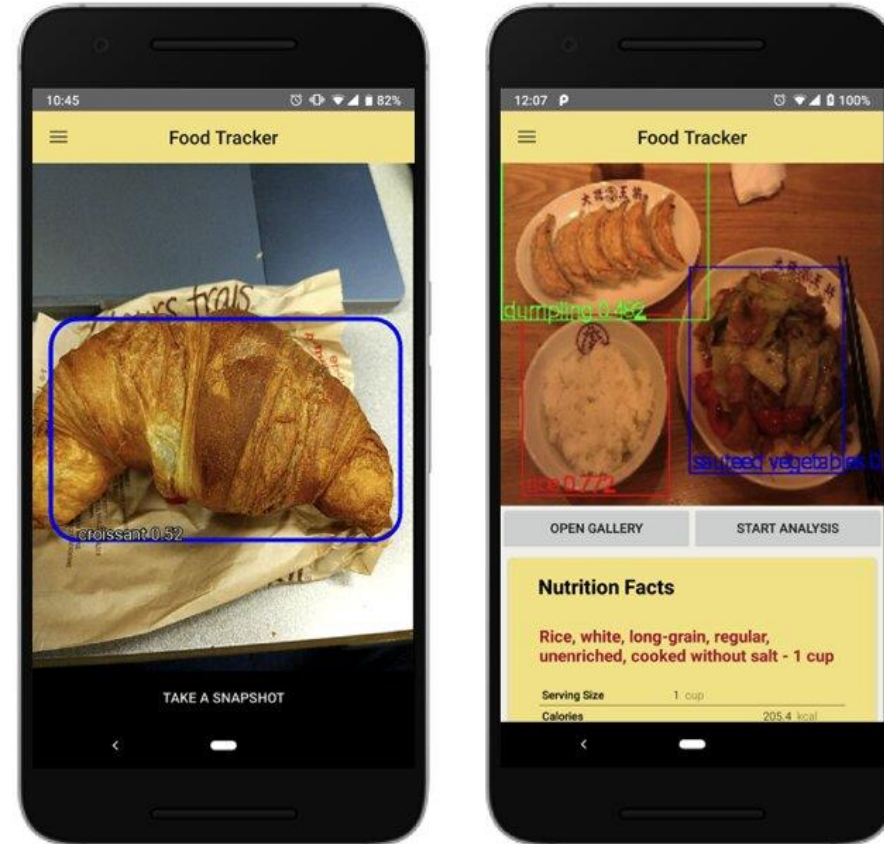 10:45
82%
Food Tracker
croissant 0.52
TAKE A SNAPSHOT
12:07
100%
Food Tracker
dumpling 0.482
rice 0.772
sauteed vegetables 0
OPEN GALLERY
START ANALYSIS
Nutrition Facts
Rice, white, long-grain, regular,
unenriched, cooked without salt - 1 cup
Serving Size 1 cup
Calories 205.4 kcal